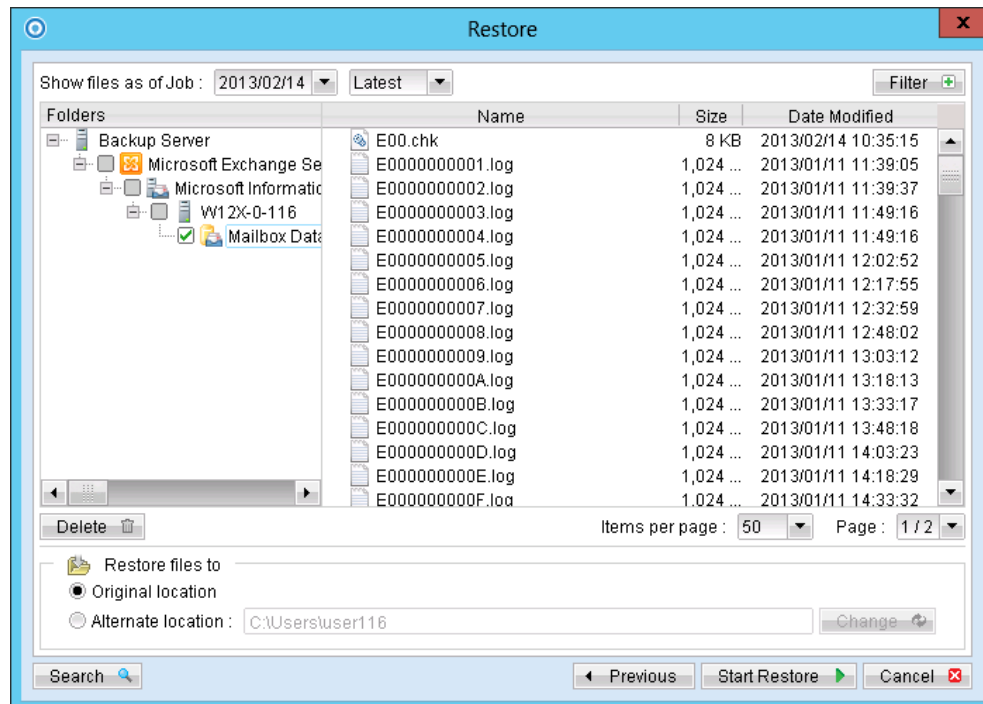 Restore
Show files as of Job : 2013/02/14 Latest Filter
Folders Name Size Date Modified
Backup Server E00.chk 8 KB 2013/02/14 10:35:15
Microsoft Exchange Se E0000000001.log 1,024 ... 2013/01/11 11:39:05
Microsoft Informatic E0000000002.log 1,024 ... 2013/01/11 11:39:37
W12X-0-116 E0000000003.log 1,024 ... 2013/01/11 11:49:16
Mailbox Data E0000000004.log 1,024 ... 2013/01/11 11:49:16
E0000000005.log 1,024 ... 2013/01/11 12:02:52
E0000000006.log 1,024 ... 2013/01/11 12:17:55
E0000000007.log 1,024 ... 2013/01/11 12:32:59
E0000000008.log 1,024 ... 2013/01/11 12:48:02
E0000000009.log 1,024 ... 2013/01/11 13:03:12
E000000000A.log 1,024 ... 2013/01/11 13:18:13
E000000000B.log 1,024 ... 2013/01/11 13:33:17
E000000000C.log 1,024 ... 2013/01/11 13:48:18
E000000000D.log 1,024 ... 2013/01/11 14:03:23
E000000000E.log 1,024 ... 2013/01/11 14:18:29
E000000000F.log 1,024 ... 2013/01/11 14:33:32
Delete Items per page : 50 Page : 1 / 2
Restore files to
Original location
Alternate location : C:\Users\user116 Change
Search Previous Start Restore Cancel